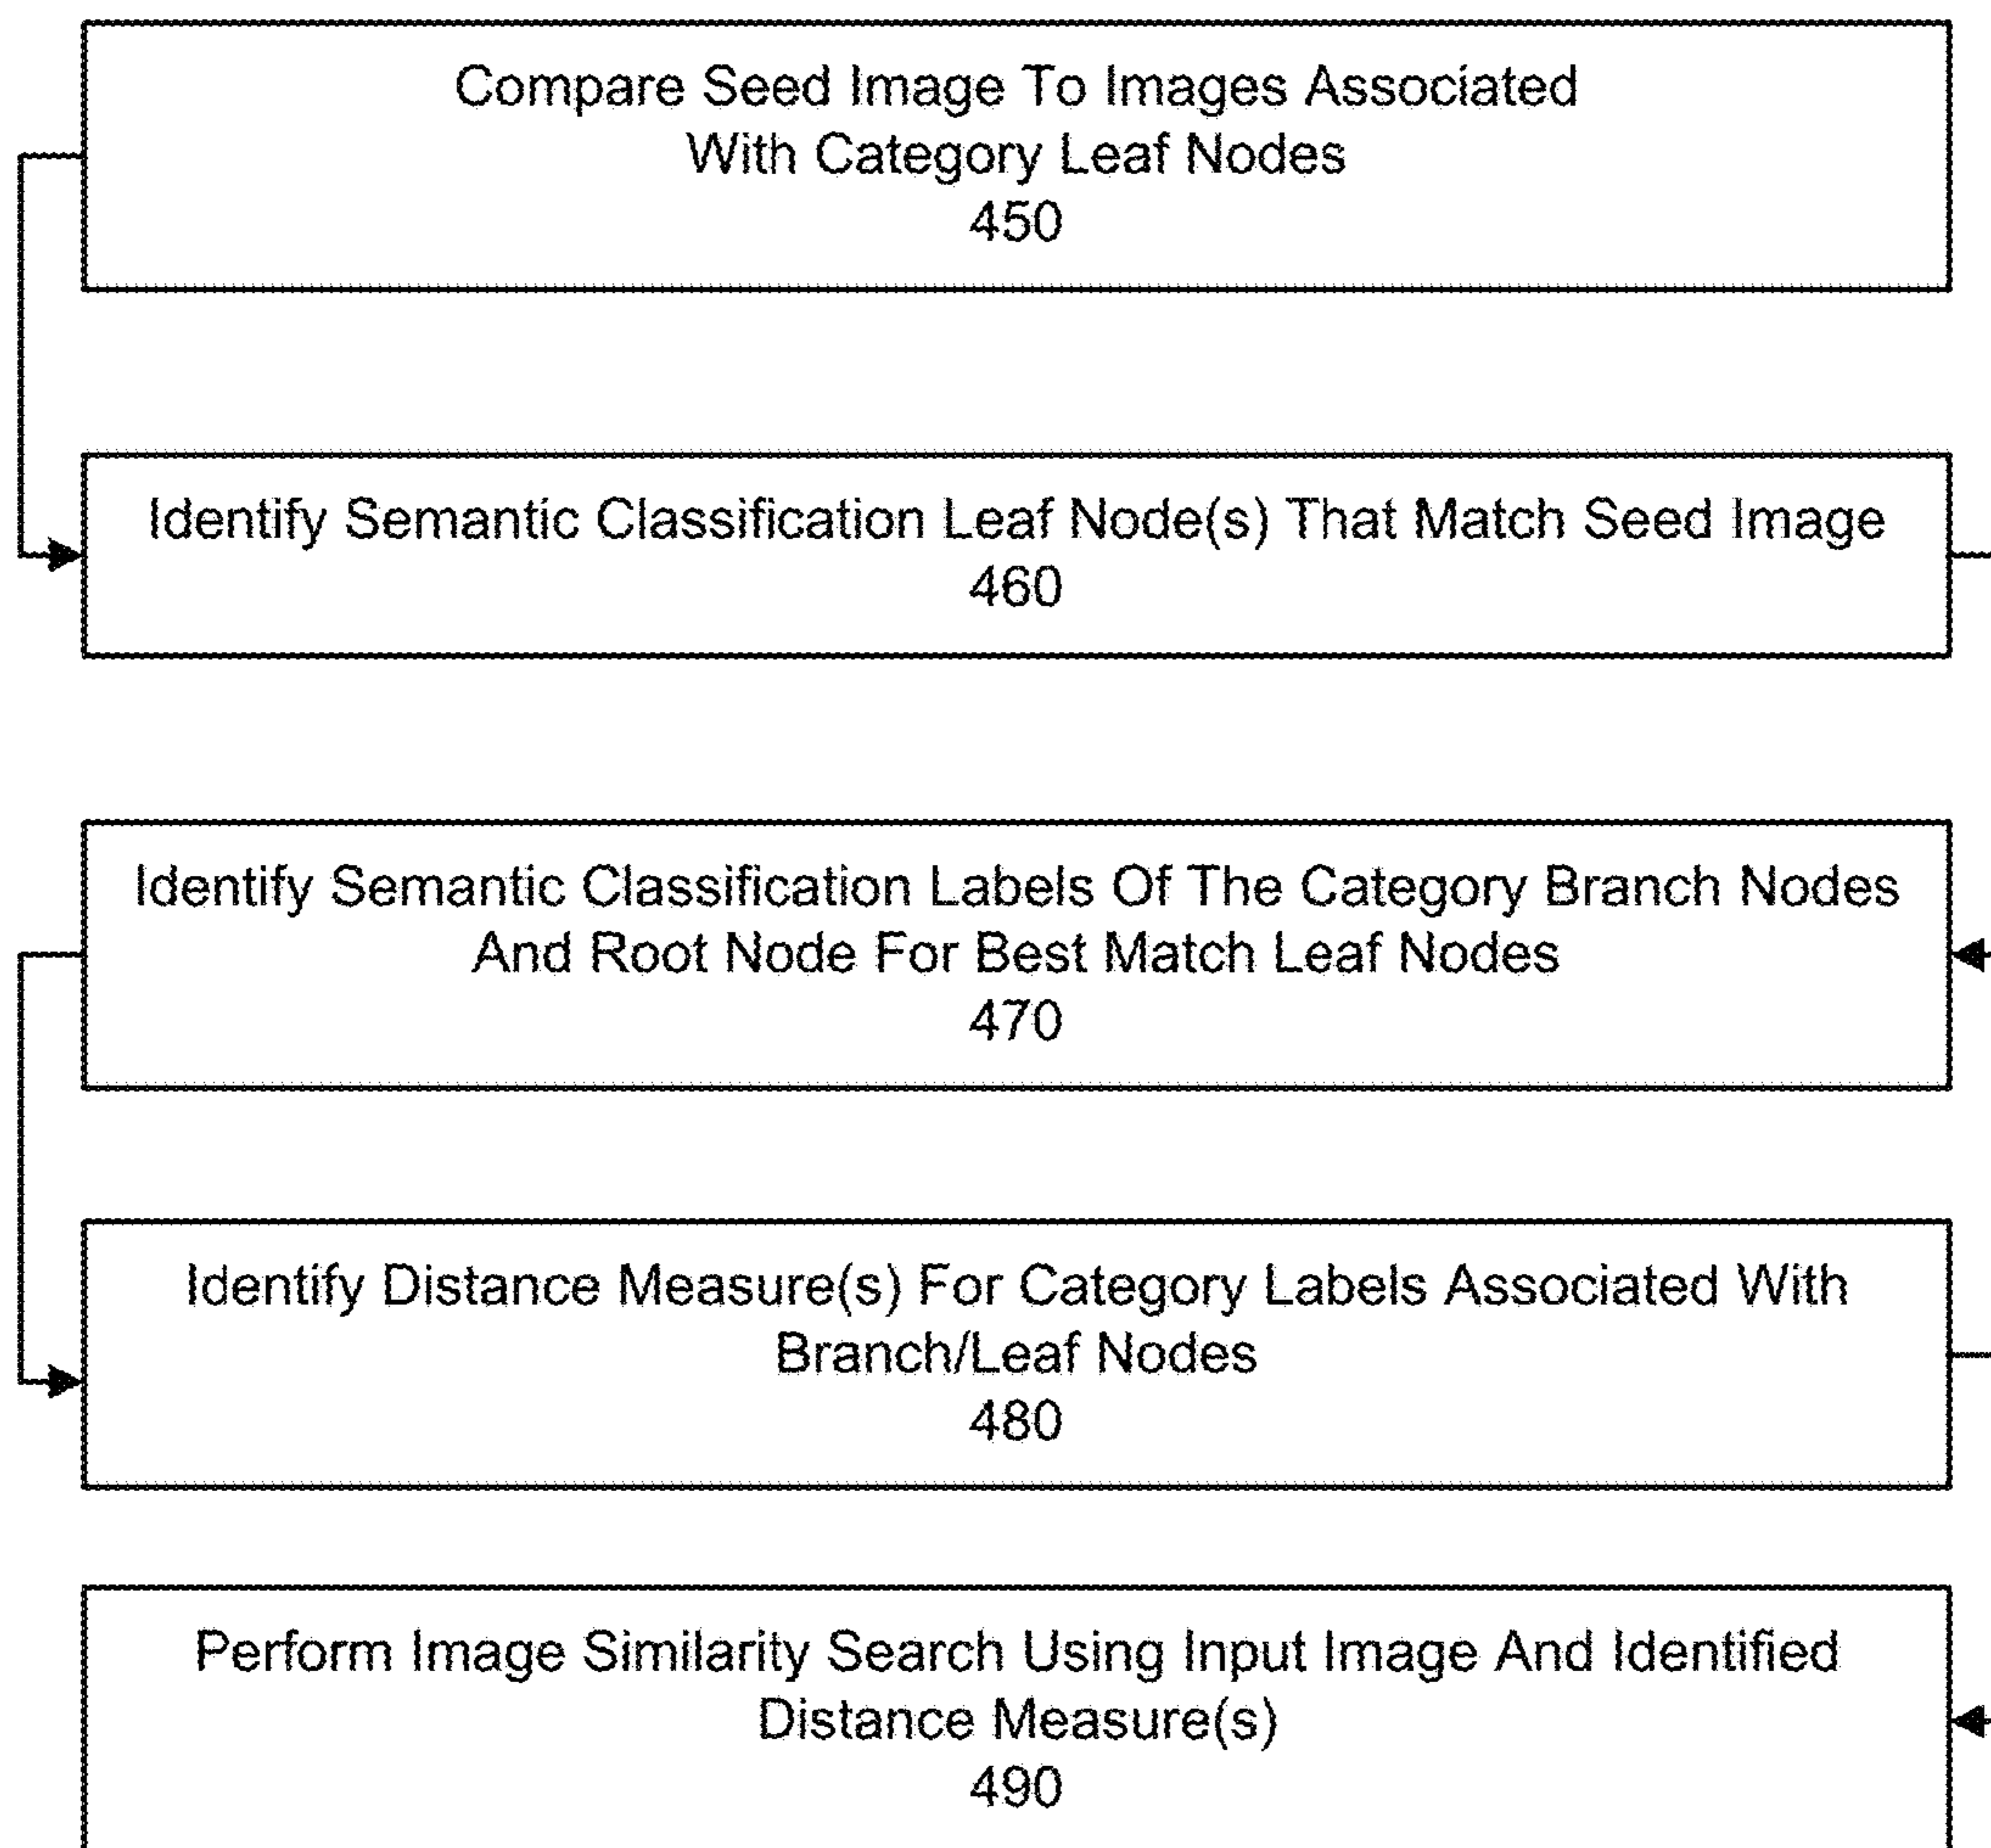 Compare Seed Image To Images Associated
With Category Leaf Nodes
450
Identify Semantic Classification Leaf Node(s) That Match Seed Image
460
Identify Semantic Classification Labels Of The Category Branch Nodes
And Root Node For Best Match Leaf Nodes
470
Identify Distance Measure(s) For Category Labels Associated With
Branch/Leaf Nodes
480
Perform Image Similarity Search Using Input Image And Identified
Distance Measure(s)
490